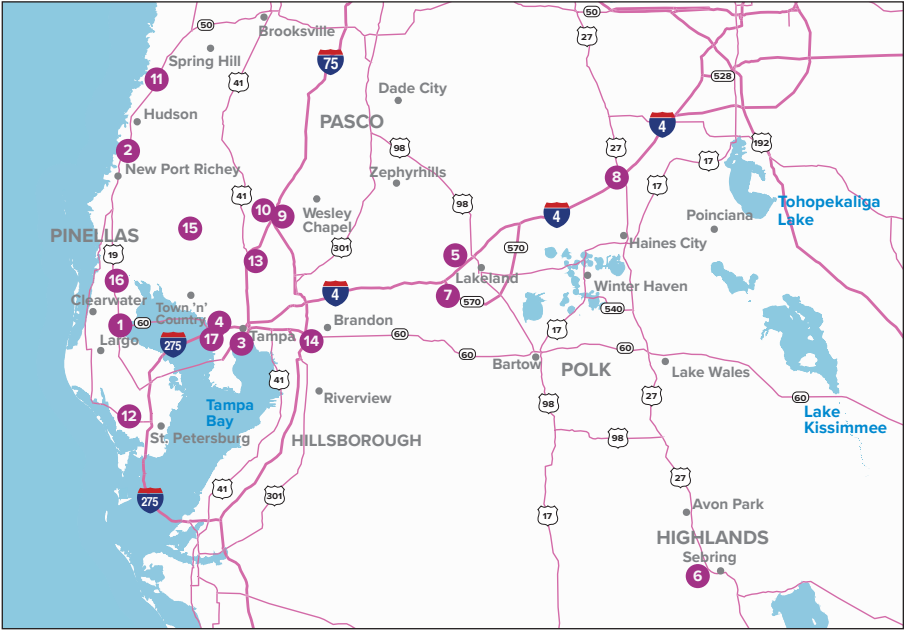 50
50
Brooksville
27
Spring Hill
75
528
11
41
Dade City
Hudson
PASCO
4
192
2
98
27
17
New Port Richey
Zephyrhills
8
17
41
98
10
9
Wesley
Chapel
4
Tohopekaliga
Lake
Poinciana
15
PINELLAS
301
570
Haines City
19
13
5
16
Lakeland
Winter Haven
Clearwater
4
7
570
Town 'n'
Country
540
1
60
4
Brandon
17
Largo
275
17
3
Tampa
14
60
60
60
Bartow
POLK
Lake Wales
41
Riverview
27
60
12
Tampa
Bay
98
Lake
Kissimmee
St. Petersburg
HILLSBOROUGH
98
27
41
301
275
17
Avon Park
HIGHLANDS
Sebring
6